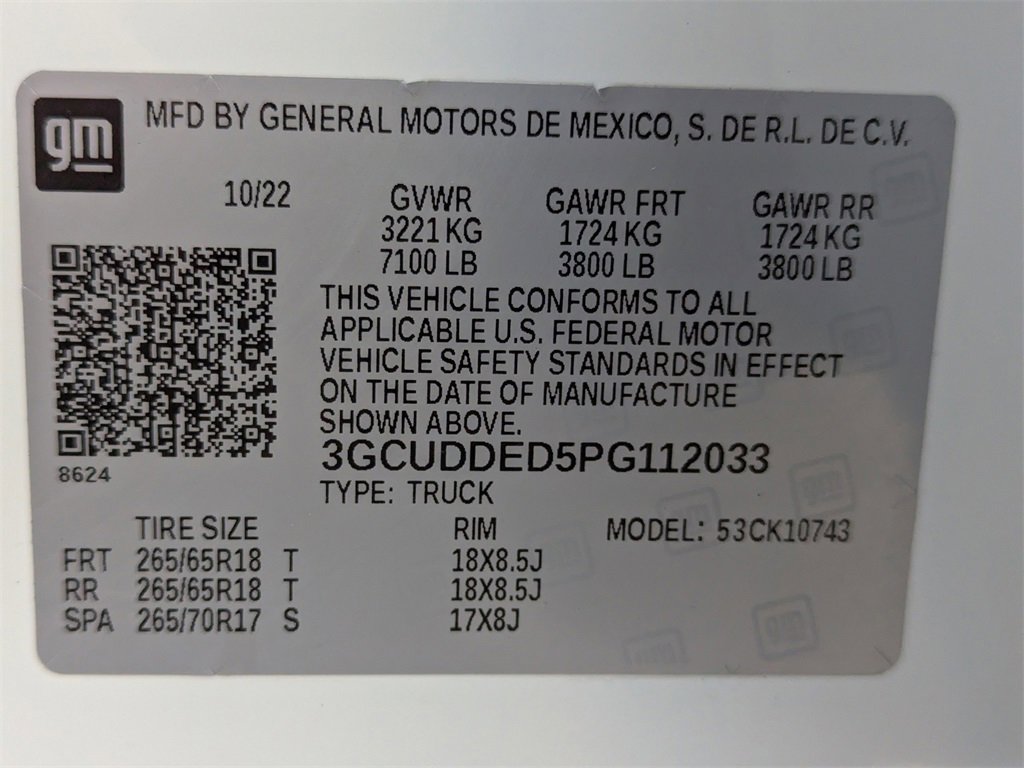 gm
MFD BY GENERAL MOTORS DE MEXICO, S. DE R.L. DE C.V.
10/22 GVWR GAWR FRT GAWR RR
3221 KG 1724 KG 1724 KG
7100 LB 3800 LB 3800 LB
THIS VEHICLE CONFORMS TO ALL
APPLICABLE U.S. FEDERAL MOTOR
VEHICLE SAFETY STANDARDS IN EFFECT
ON THE DATE OF MANUFACTURE
SHOWN ABOVE.
3GCUDDED5PG112033
8624
TYPE: TRUCK
TIRE SIZE RIM MODEL: 53CK10743
FRT 265/65R18 T 18X8.5J
RR 265/65R18 T 18X8.5J
SPA 265/70R17 S 17X8J